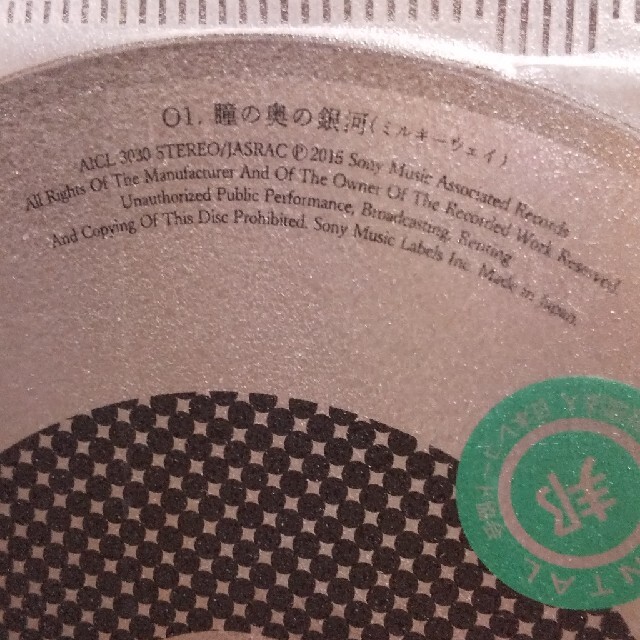 01. 瞳の奥の銀河(ミルキーウェイ)
AICL 3030 STEREO/JASRAC Ⓟ2016 Sony Music Associated Records
All Rights Of The Manufacturer And Of The Owner Of The Recorded Work Reserved
Unauthorized Public Performance, Broadcasting, Renting
And Copying Of This Disc Prohibited. Sony Music Labels Inc. Made in Japan